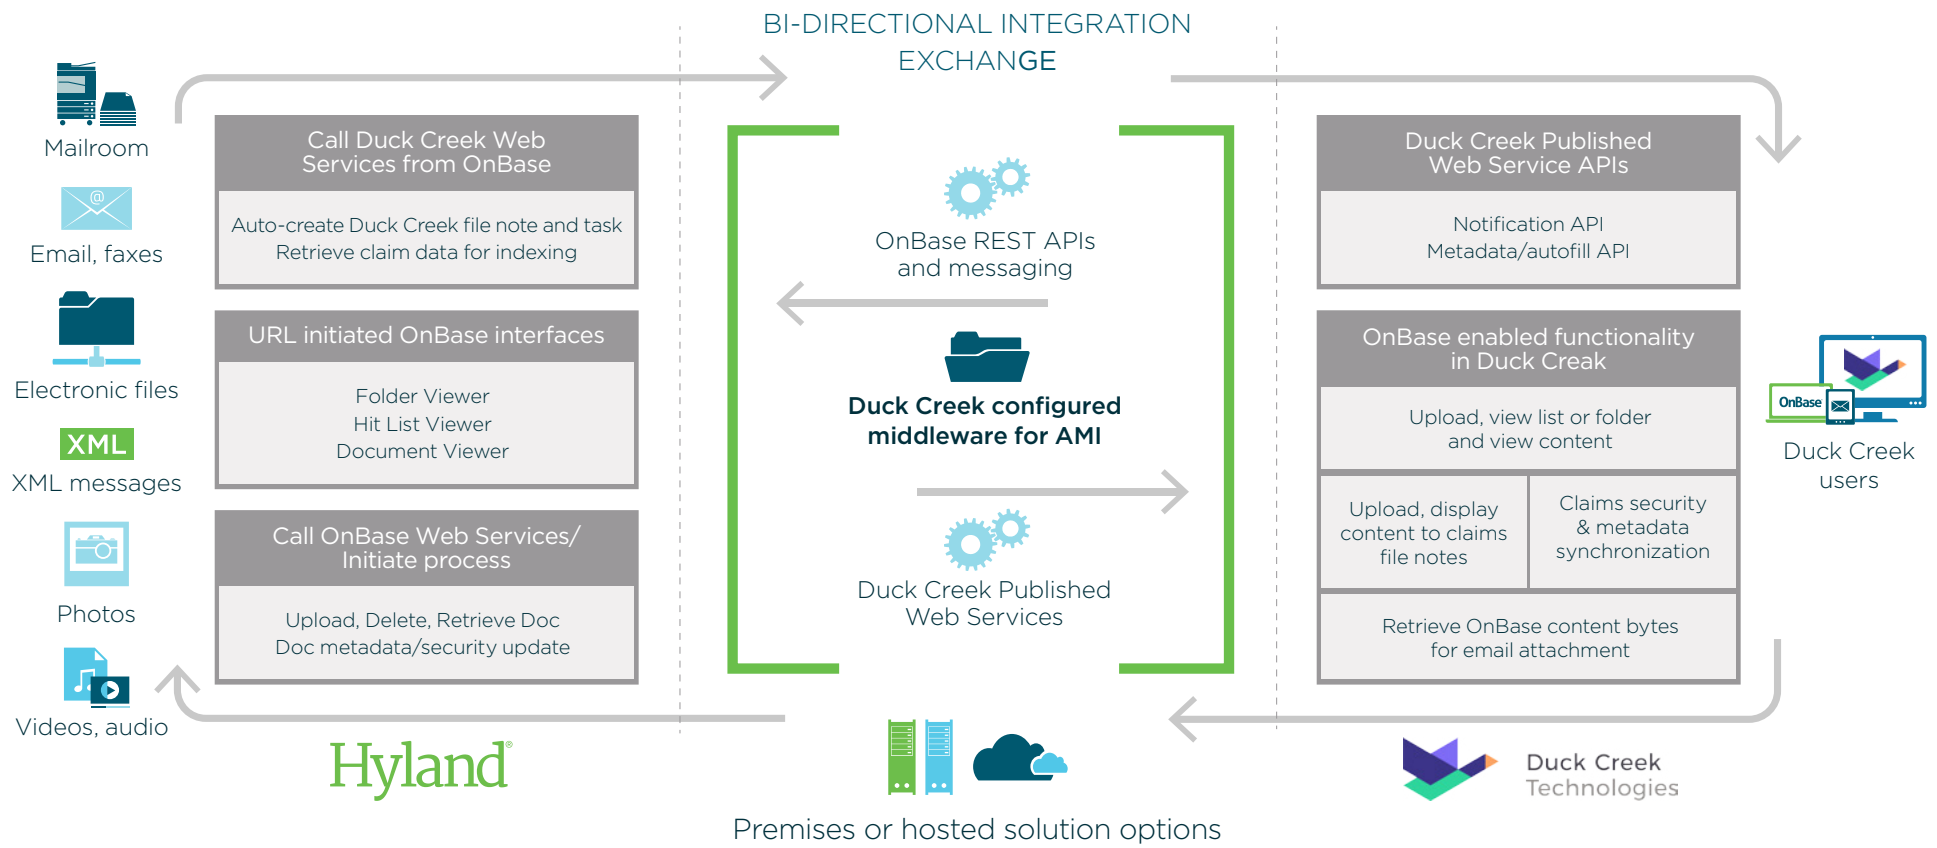 BI-DIRECTIONAL INTEGRATION
EXCHANGE
Mailroom
@
Email, faxes
Electronic files
XML
XML messages
Photos
Videos, audio
Call Duck Creek Web
Services from OnBase
Auto-create Duck Creek file note and task
Retrieve claim data for indexing
URL initiated OnBase interfaces
Folder Viewer
Hit List Viewer
Document Viewer
Call OnBase Web Services/
Initiate process
Upload, Delete, Retrieve Doc
Doc metadata/security update
Hyland®
OnBase REST APIs
and messaging
Duck Creek configured
middleware for AMI
Duck Creek Published
Web Services
Premises or hosted solution options
Duck Creek Published
Web Service APIs
Notification API
Metadata/autofill API
OnBase enabled functionality
in Duck Creak
Upload, view list or folder
and view content
Upload, display
content to claims
file notes
Claims security
& metadata
synchronization
Retrieve OnBase content bytes
for email attachment
Duck Creek
Technologies
OnBase
Duck Creek
users